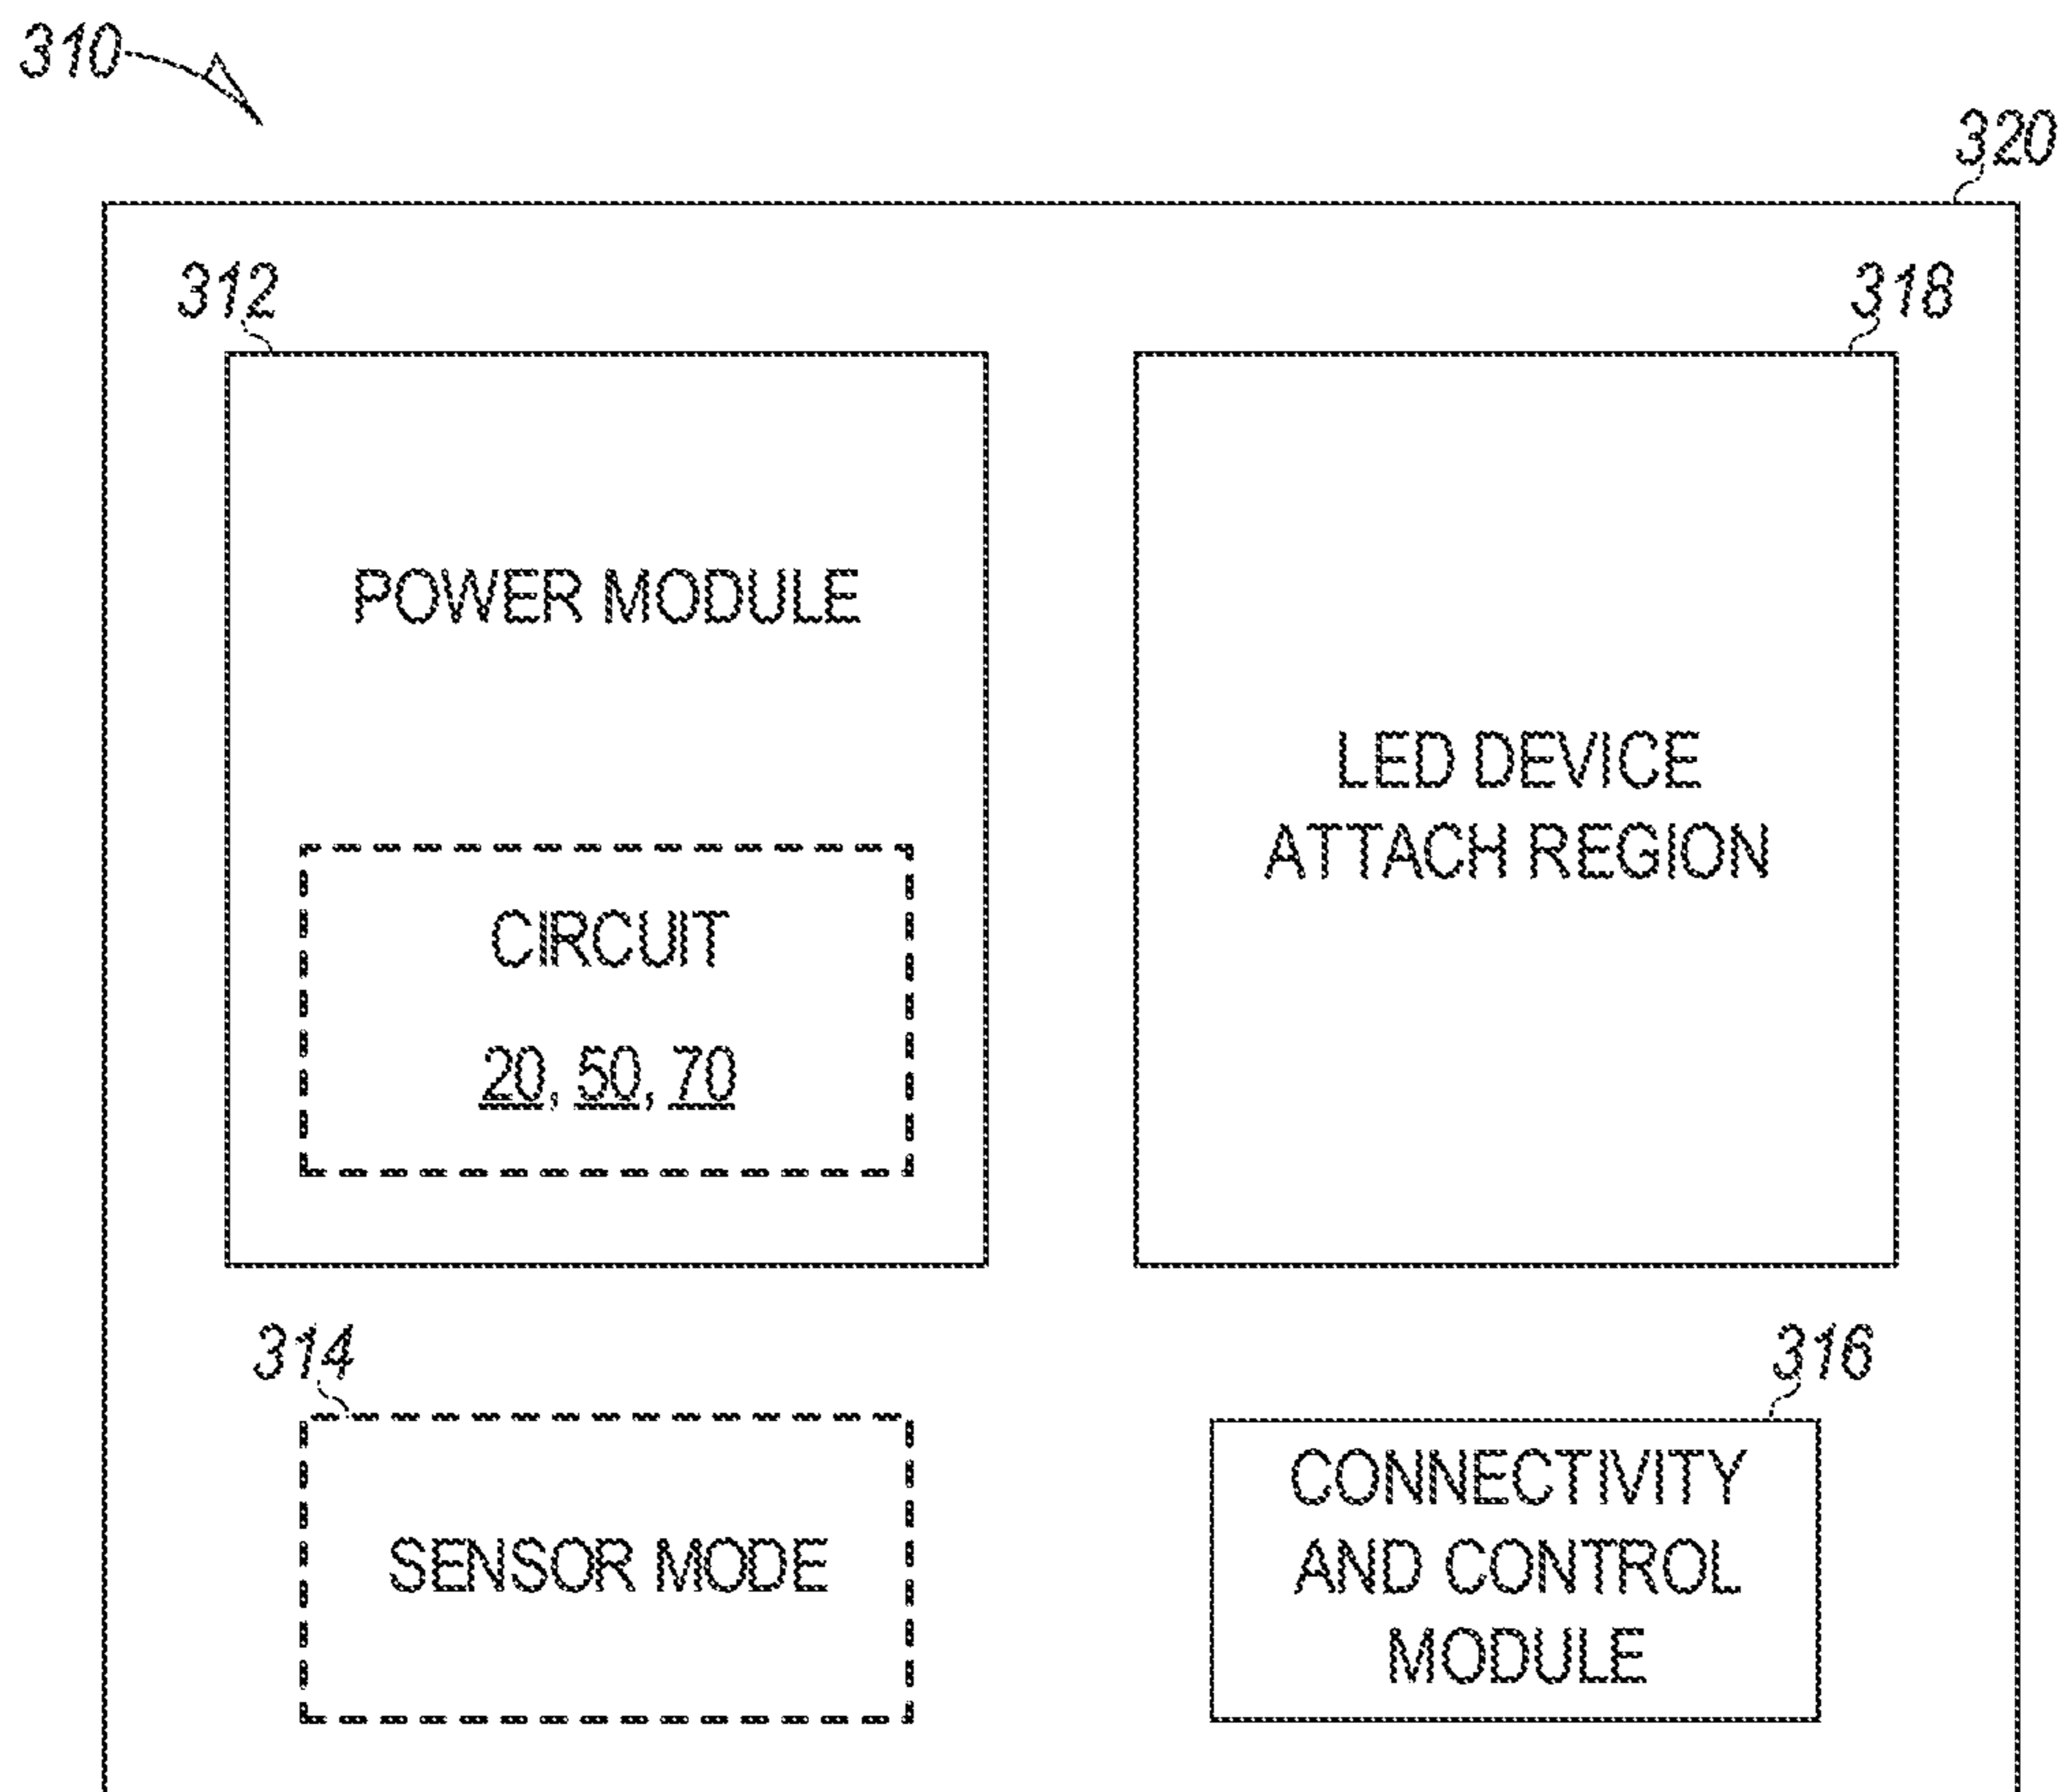 310
320
312
318
POWER MODULE
LED DEVICE
ATTACH REGION
CIRCUIT
20, 50, 70
314
316
SENSOR MODE
CONNECTIVITY
AND CONTROL
MODULE